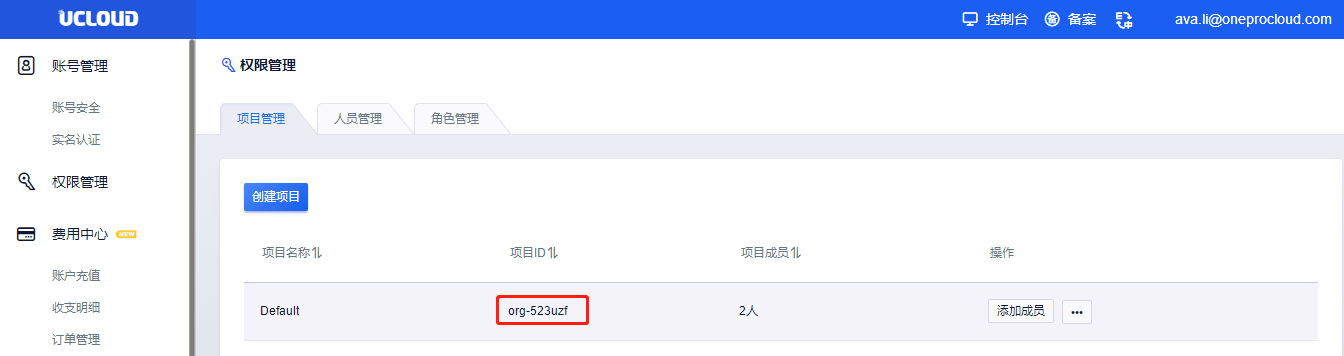 UCLOUD
控制台 备案 ava.li@oneprocloud.com
账号管理
账号安全
实名认证
权限管理
费用中心 NEW
账户充值
收支明细
订单管理
权限管理
项目管理 人员管理 角色管理
创建项目
项目名称 项目ID 项目成员 操作
Default org-523uzf 2人 添加成员 •••